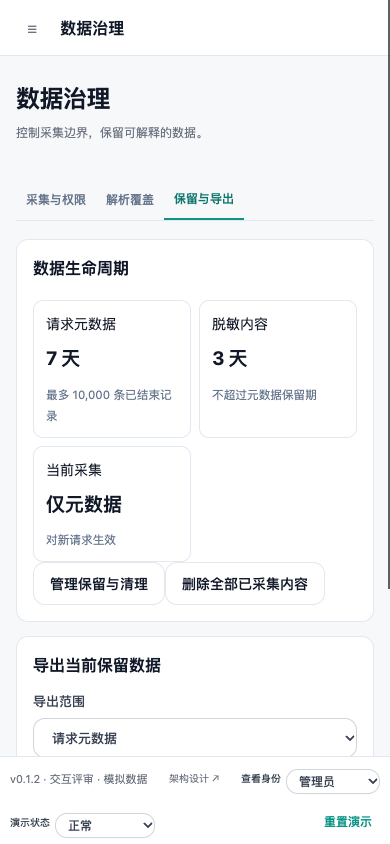 ≡ 数据治理
数据治理
控制采集边界，保留可解释的数据。
采集与权限 解析覆盖 保留与导出
数据生命周期
请求元数据
7 天
最多 10,000 条已结束记
录
脱敏内容
3 天
不超过元数据保留期
当前采集
仅元数据
对新请求生效
管理保留与清理 删除全部已采集内容
导出当前保留数据
导出范围
请求元数据
v0.1.2 · 交互评审 · 模拟数据 架构设计 ↗ 查看身份 管理员
演示状态 正常 重置演示